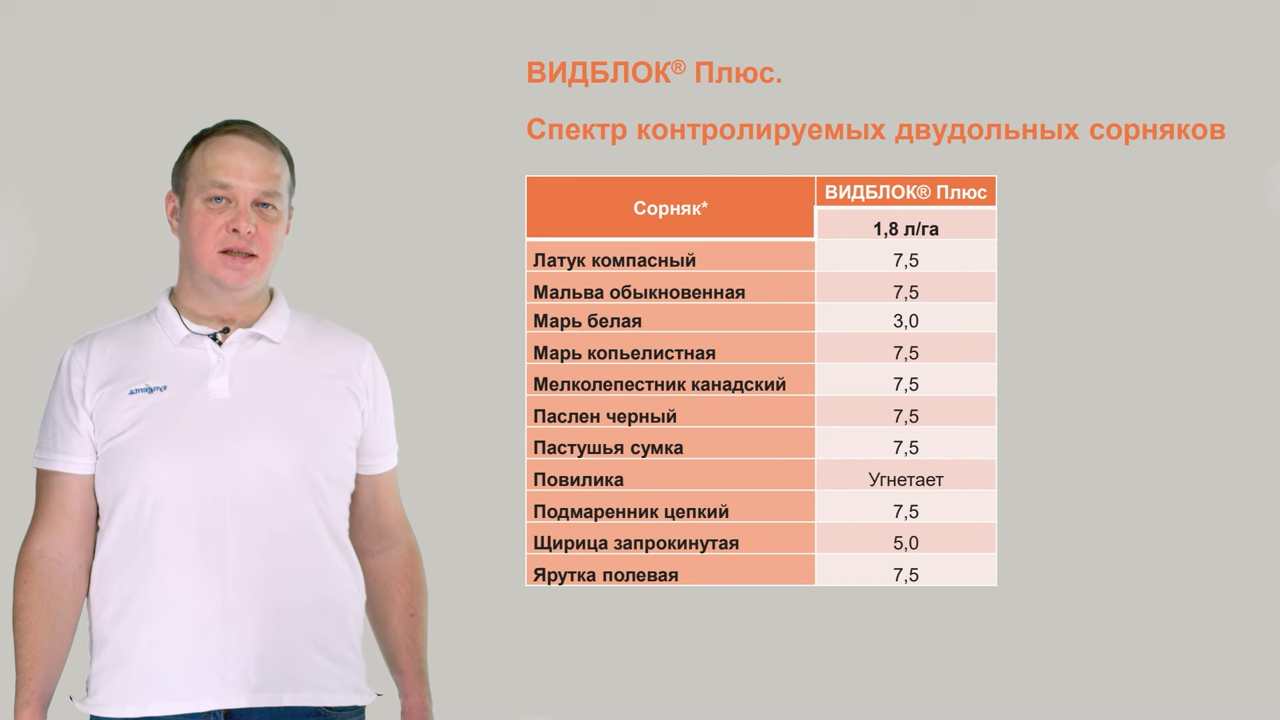 ВИДБЛОК® Плюс.
Спектр контролируемых двудольных сорняков
Сорняк* ВИДБЛОК® Плюс
1,8 л/га
Латук компасный 7,5
Мальва обыкновенная 7,5
Марь белая 3,0
Марь копьелистная 7,5
Мелколепестник канадский 7,5
Паслен черный 7,5
Пастушья сумка 7,5
Повилика Угнетает
Подмаренник цепкий 7,5
Щирица запрокинутая 5,0
Ярутка полевая 7,5
syngenta